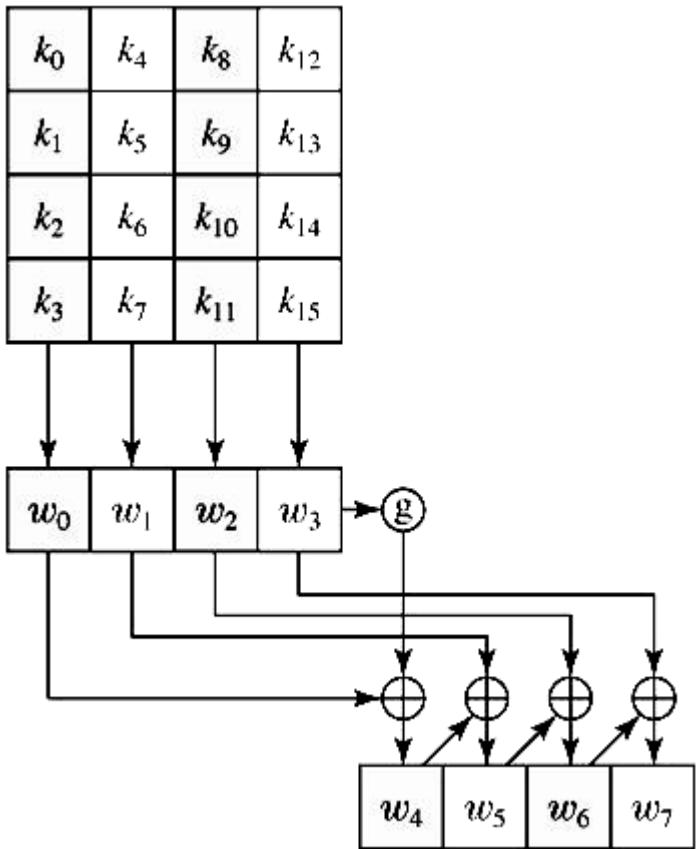 k₀ k₄ k₈ k₁₂
k₁ k₅ k₉ k₁₃
k₂ k₆ k₁₀ k₁₄
k₃ k₇ k₁₁ k₁₅
w₀ w₁ w₂ w₃ g
w₄ w₅ w₆ w₇